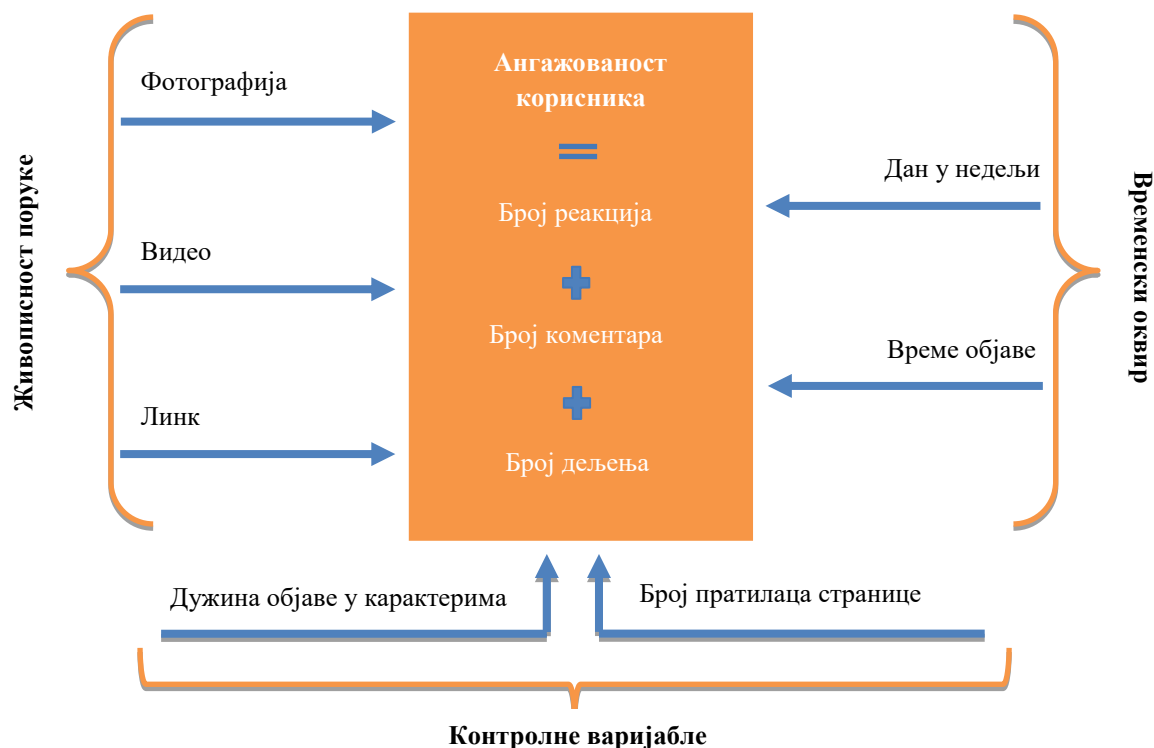 Живописност поруке
Фотографија
Видео
Линк
Ангажованост
корисника
=
Број реакција
+
Број коментара
+
Број дељења
Дан у недељи
Време објаве
Временски оквир
Дужина објаве у карактерима
Број пратилаца странице
Контролне варијабле